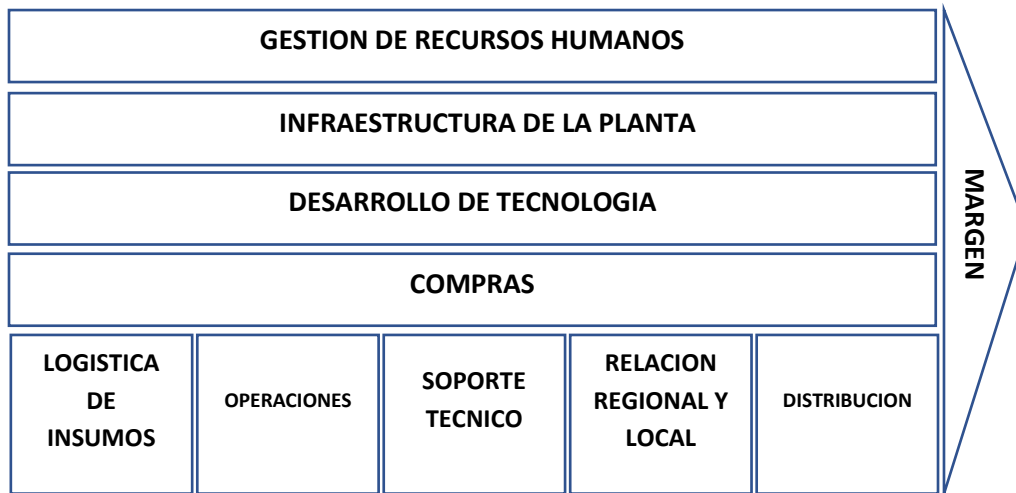 GESTION DE RECURSOS HUMANOS
INFRAESTRUCTURA DE LA PLANTA
DESARROLLO DE TECNOLOGIA
COMPRAS
LOGISTICA
DE
INSUMOS
OPERACIONES
SOPORTE
TECNICO
RELACION
REGIONAL Y
LOCAL
DISTRIBUCION
MARGEN